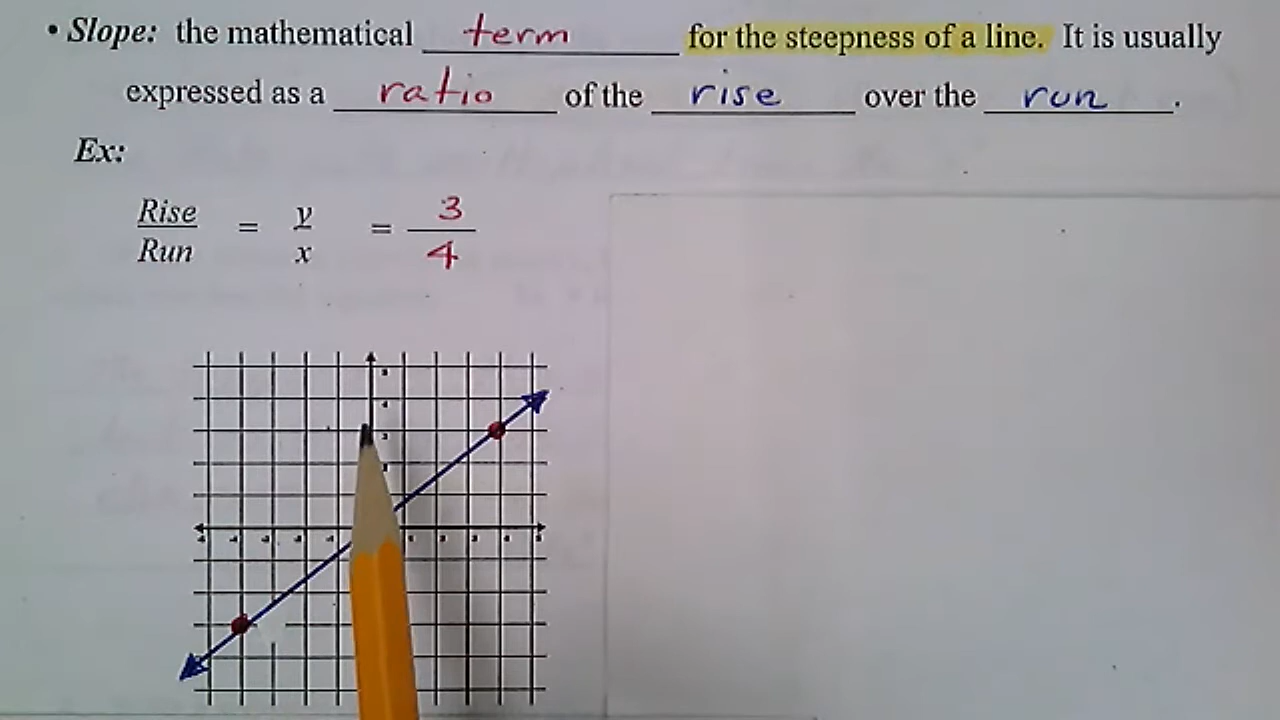 • Slope: the mathematical term for the steepness of a line. It is usually
expressed as a ratio of the rise over the run.
Ex:
Rise y 3
= =
Run x 4